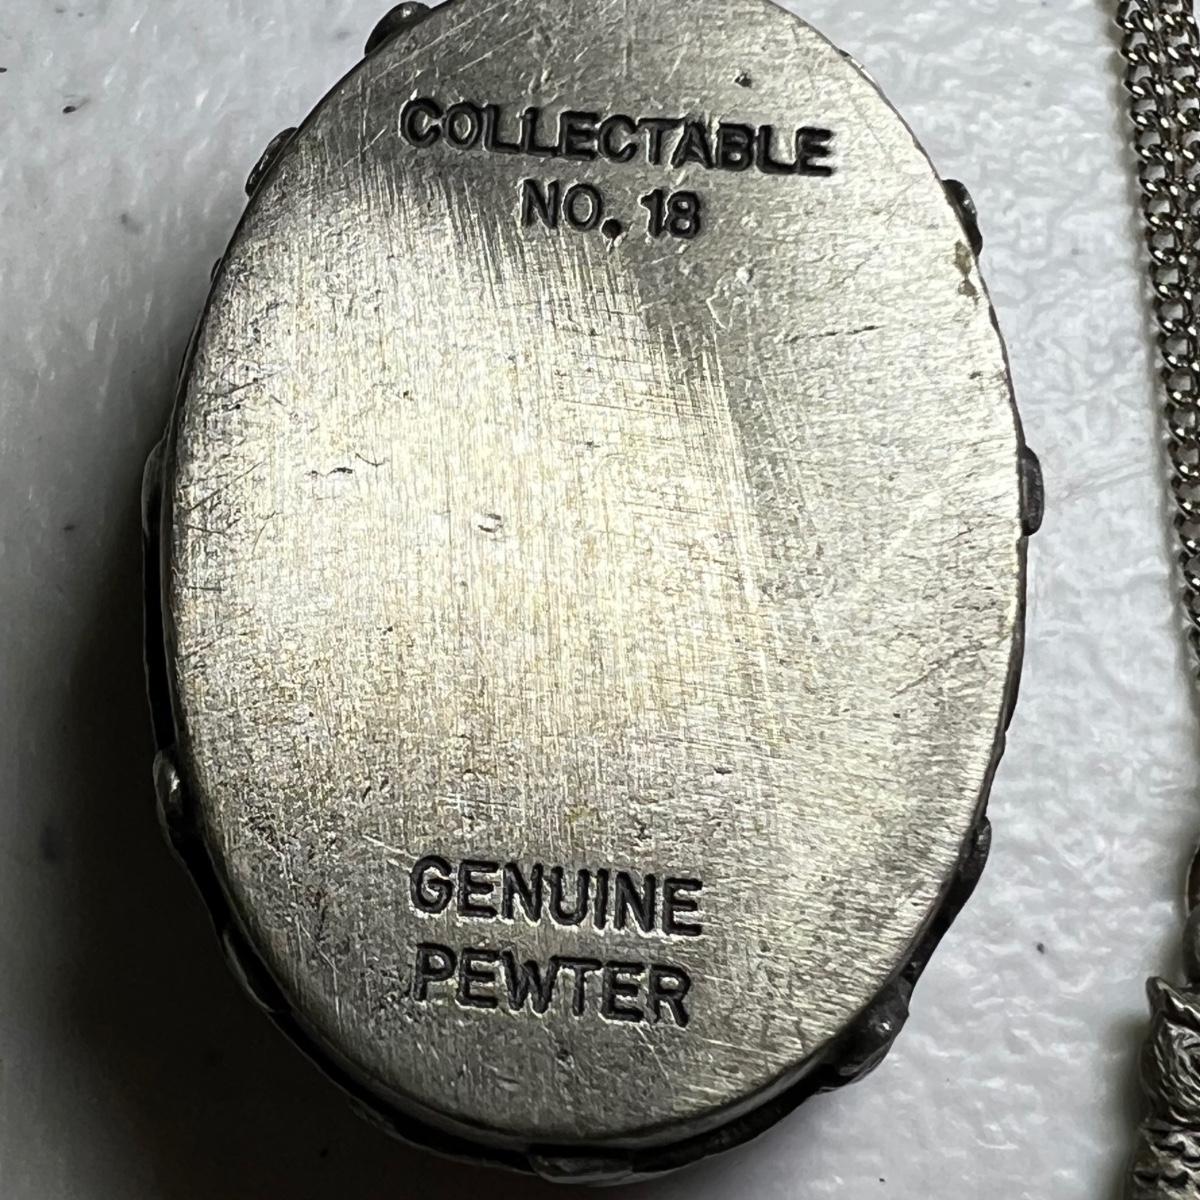 COLLECTABLE
NO. 18
GENUINE
PEWTER